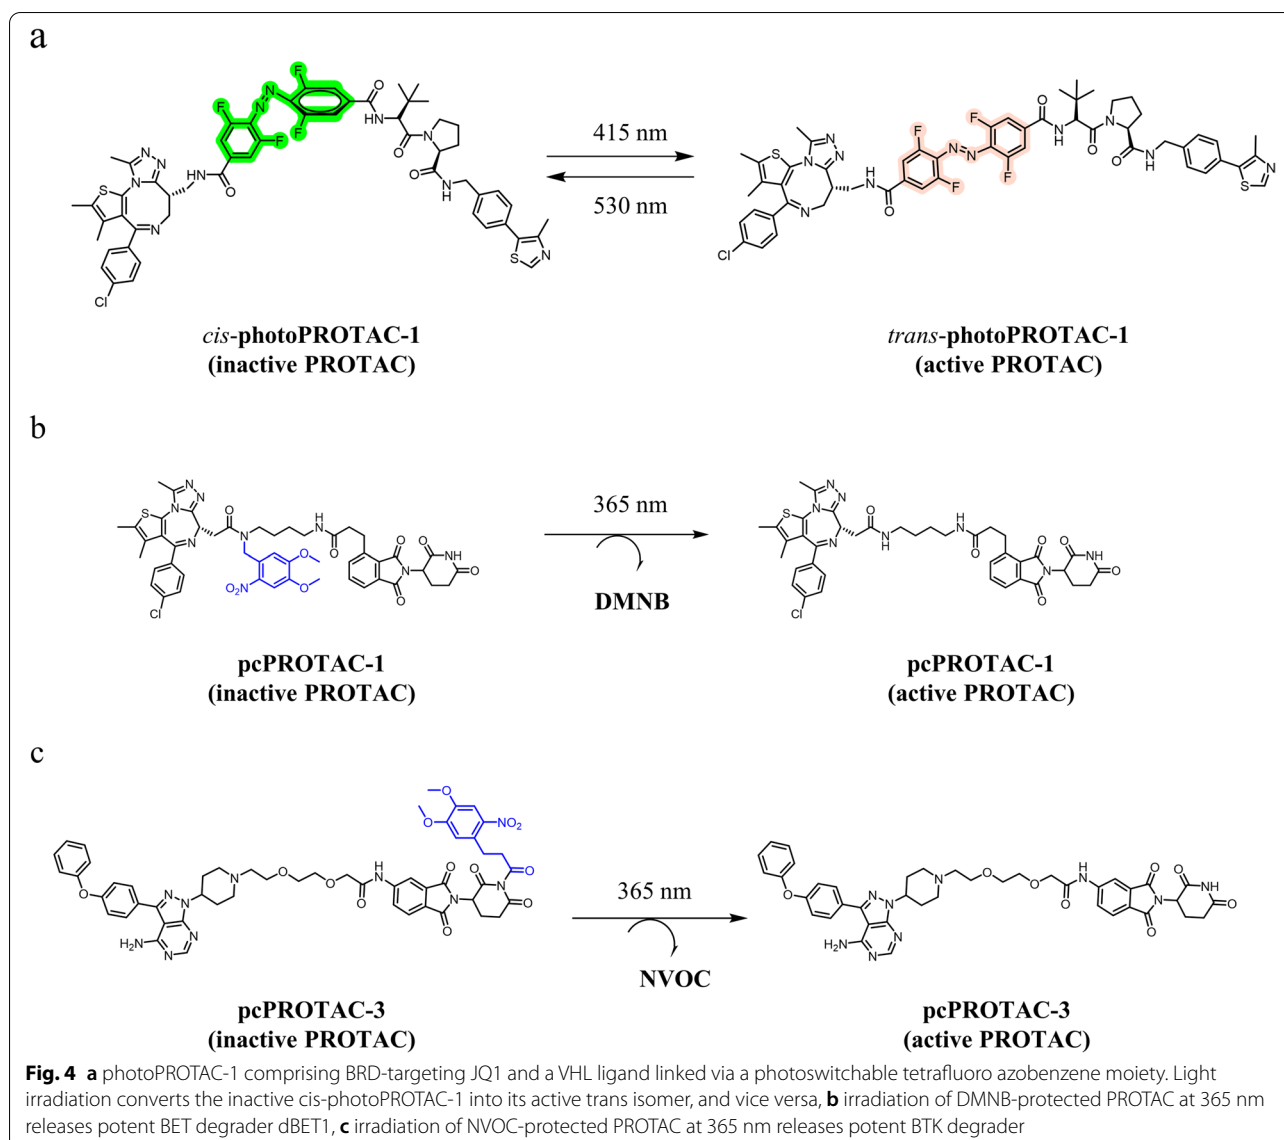 a
415 nm
530 nm
cis-photoPROTAC-1
(inactive PROTAC)
trans-photoPROTAC-1
(active PROTAC)
b
365 nm
DMNB
pcPROTAC-1
(inactive PROTAC)
pcPROTAC-1
(active PROTAC)
c
365 nm
NVOC
pcPROTAC-3
(inactive PROTAC)
pcPROTAC-3
(active PROTAC)
Fig. 4 a photoPROTAC-1 comprising BRD-targeting JQ1 and a VHL ligand linked via a photoswitchable tetrafluoro azobenzene moiety. Light
irradiation converts the inactive cis-photoPROTAC-1 into its active trans isomer, and vice versa, b irradiation of DMNB-protected PROTAC at 365 nm
releases potent BET degrader dBET1, c irradiation of NVOC-protected PROTAC at 365 nm releases potent BTK degrader